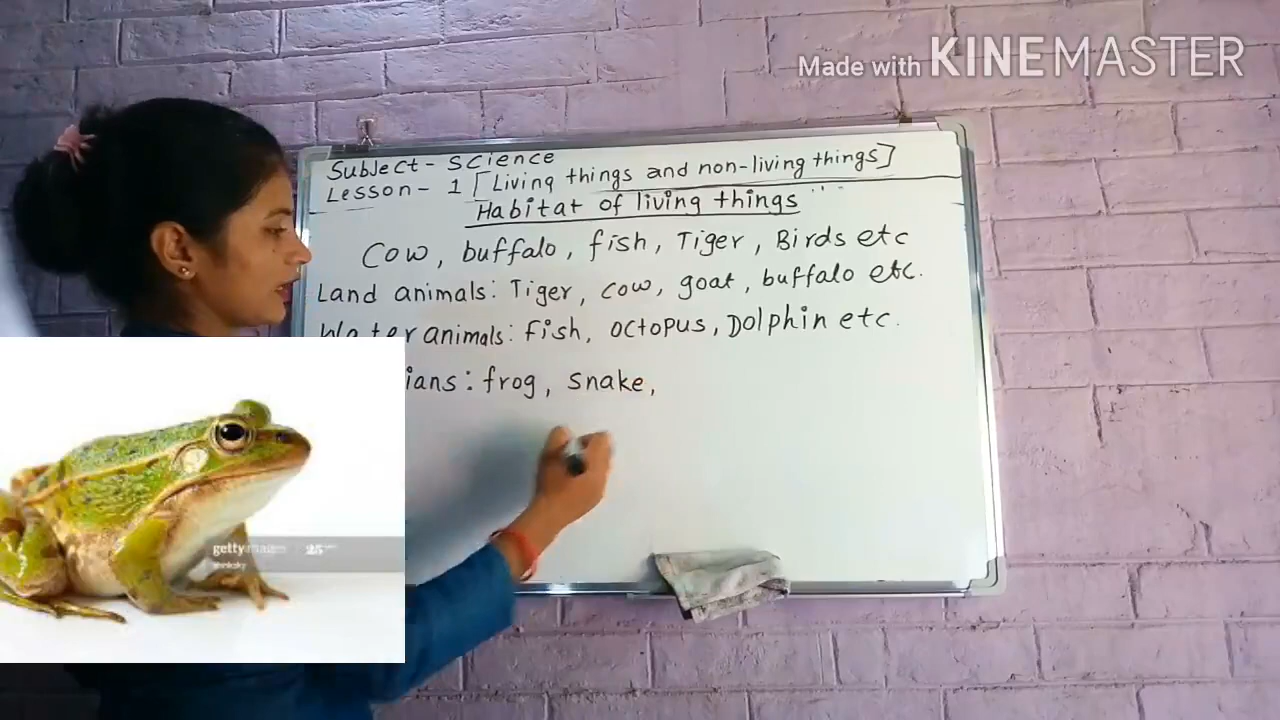 Made with KINEMASTER
Subject - Science
Lesson - 1 [Living things and non-living things]
Habitat of living things
Cow, buffalo, fish, Tiger, Birds etc
Land animals: Tiger, cow, goat, buffalo etc.
Water animals: fish, octopus, Dolphin etc.
ians: frog, snake,
gettyimages